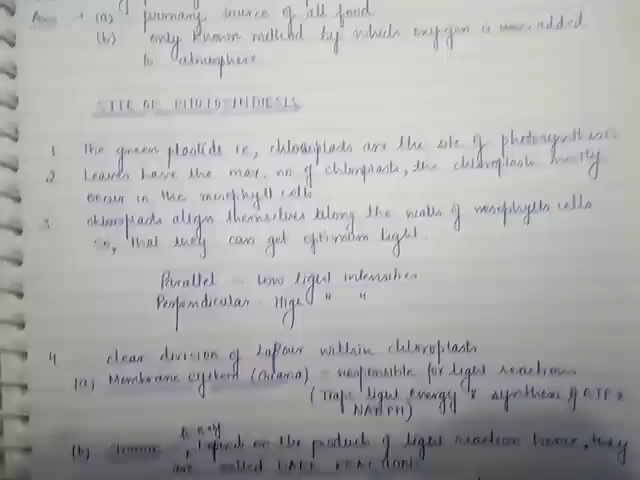 (a) primary source of all food
(b) only known method by which oxygen is added
to atmosphere
SITE OF PHOTOSYNTHESIS
1 The green plastids ie, chloroplasts are the site of photosynthesis.
2 Leaves have the max. no of chloroplasts, the chloroplasts mostly
occur in the mesophyll cells
3 chloroplasts align themselves along the walls of mesophylls cells
so, that they can get optimum light.
Parallel - Low light intensities
Perpendicular - High " "
4 clear division of Labour within chloroplasts
(a) Membrane system (Grana) - responsible for light reactions
(Traps light energy & synthesis of ATP &
NADPH)
(b) depend on the product of light reaction hence, they
are called DARK REACTIONS